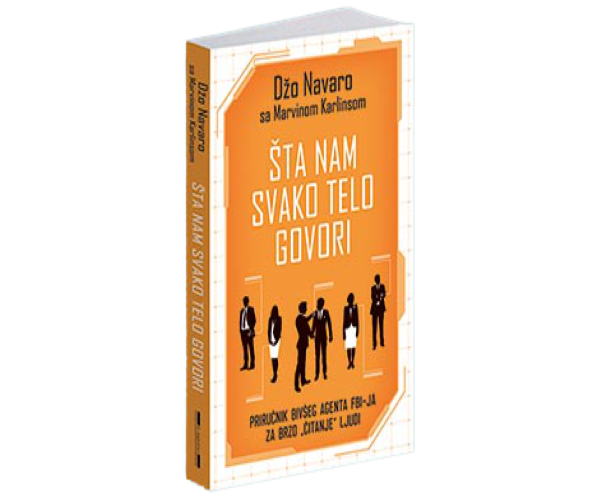 Džo Navaro
sa Marvinom Karlinsom
ŠTA NAM
SVAKO TELO
GOVORI
PRIRUČNIK BIVŠEG AGENTA FBI-JA
ZA BRZO „ČITANJE“ LJUDI
Džo Navaro
sa Marvinom Karlinsom
ŠTA NAM SVAKO TELO GOVORI